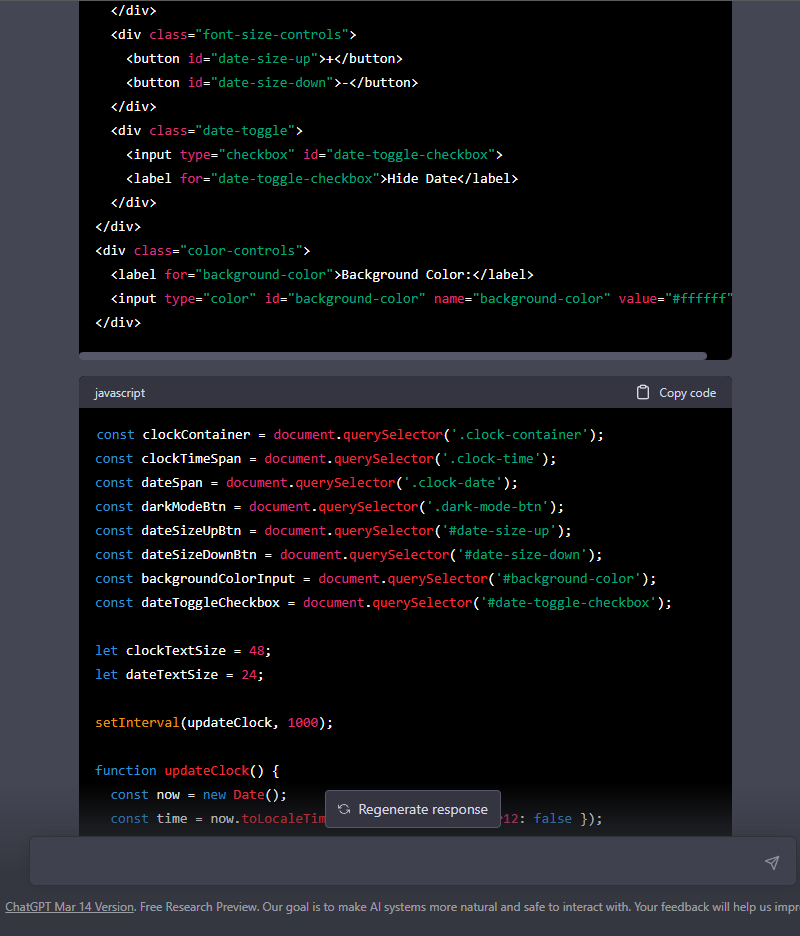 </div>
<div class="font-size-controls">
<button id="date-size-up">+</button>
<button id="date-size-down">-</button>
</div>
<div class="date-toggle">
<input type="checkbox" id="date-toggle-checkbox">
<label for="date-toggle-checkbox">Hide Date</label>
</div>
</div>
<div class="color-controls">
<label for="background-color">Background Color:</label>
<input type="color" id="background-color" name="background-color" value="#ffffff"
</div>
javascript Copy code
const clockContainer = document.querySelector('.clock-container');
const clockTimeSpan = document.querySelector('.clock-time');
const dateSpan = document.querySelector('.clock-date');
const darkModeBtn = document.querySelector('.dark-mode-btn');
const dateSizeUpBtn = document.querySelector('#date-size-up');
const dateSizeDownBtn = document.querySelector('#date-size-down');
const backgroundColorInput = document.querySelector('#background-color');
const dateToggleCheckbox = document.querySelector('#date-toggle-checkbox');
let clockTextSize = 48;
let dateTextSize = 24;
setInterval(updateClock, 1000);
function updateClock() {
const now = new Date();
Regenerate response
const time = now.toLocaleTim 12: false });
ChatGPT Mar 14 Version. Free Research Preview. Our goal is to make AI systems more natural and safe to interact with. Your feedback will help us impr